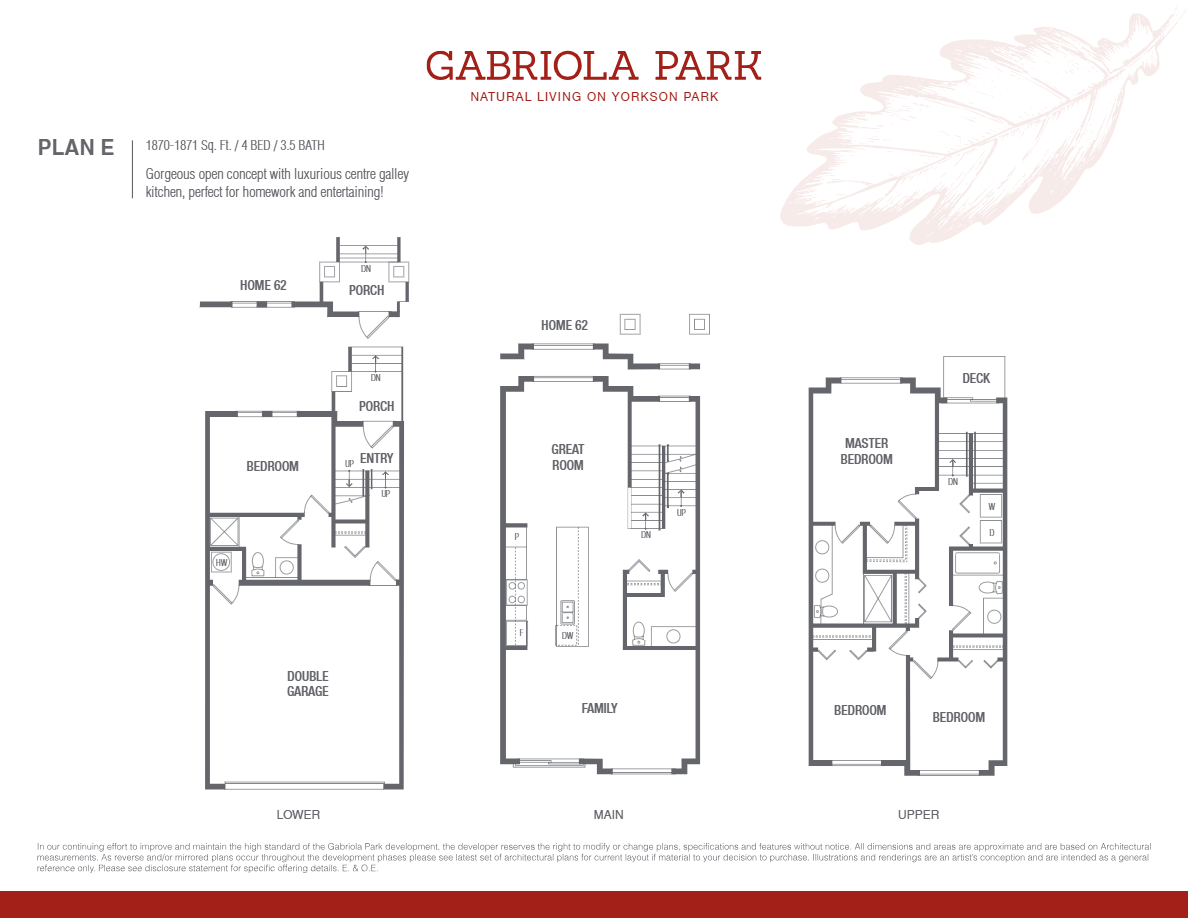 GABRIOLA PARK
NATURAL LIVING ON YORKSON PARK
PLAN E
1870-1871 Sq. Ft. / 4 BED / 3.5 BATH
Gorgeous open concept with luxurious centre galley
kitchen, perfect for homework and entertaining!
DN
HOME 62
PORCH
DN
PORCH
BEDROOM
UP
ENTRY
UP
HW
DOUBLE
GARAGE
LOWER
HOME 62
GREAT
ROOM
UP
DN
P
F
DW
FAMILY
MAIN
DECK
MASTER
BEDROOM
DN
W
D
BEDROOM
BEDROOM
UPPER
In our continuing effort to improve and maintain the high standard of the Gabriola Park development, the developer reserves the right to modify or change plans, specifications and features without notice. All dimensions and areas are approximate and are based on Architectural
measurements. As reverse and/or mirrored plans occur throughout the development phases please see latest set of architectural plans for current layout if material to your decision to purchase. Illustrations and renderings are an artist's conception and are intended as a general
reference only. Please see disclosure statement for specific offering details. E. & O.E.